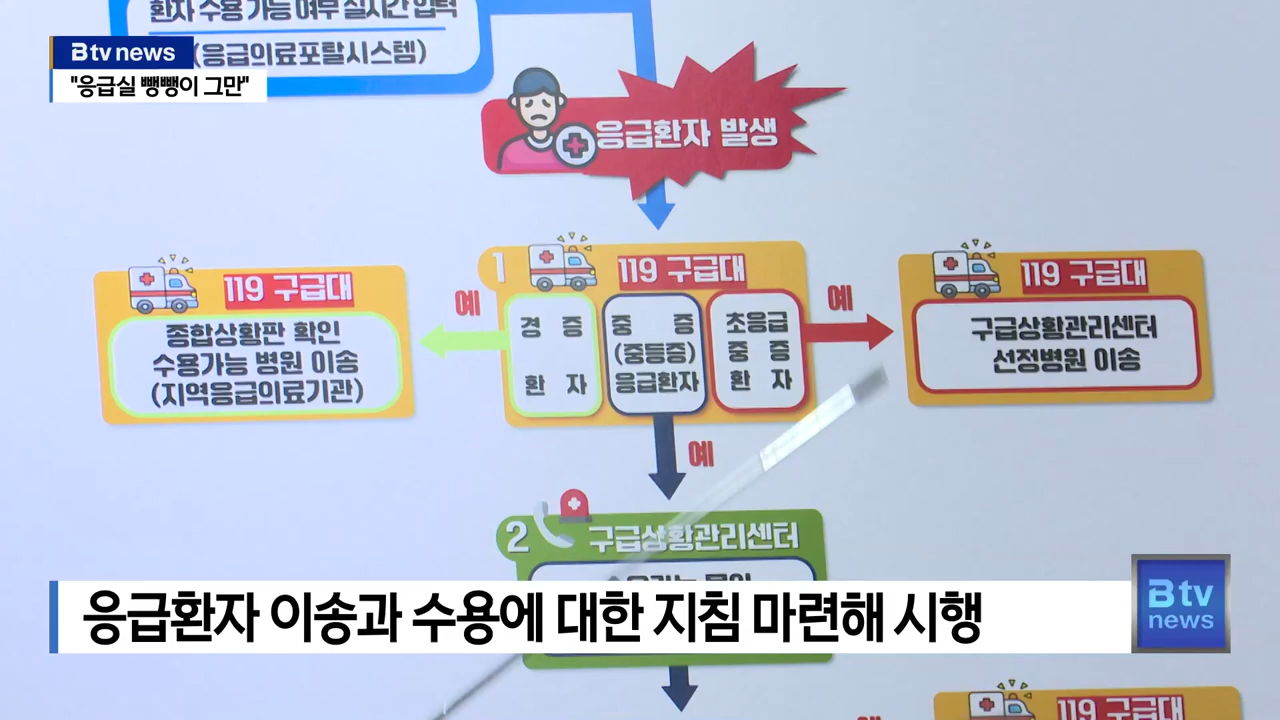 환자 수용 가능 여부 실시간 입력
(응급의료포탈시스템)
B tv news
"응급실 뺑뺑이 그만"
응급환자 발생
119 구급대
종합상황판 확인
수용가능 병원 이송
(지역응급의료기관)
예
1
119 구급대
경 증
환 자
중 증
(중등증)
응급환자
초응급
중 증
환 자
예
119 구급대
구급상황관리센터
선정병원 이송
예
2
구급상황관리센터
응급환자 이송과 수용에 대한 지침 마련해 시행
B tv
news
119 구급대